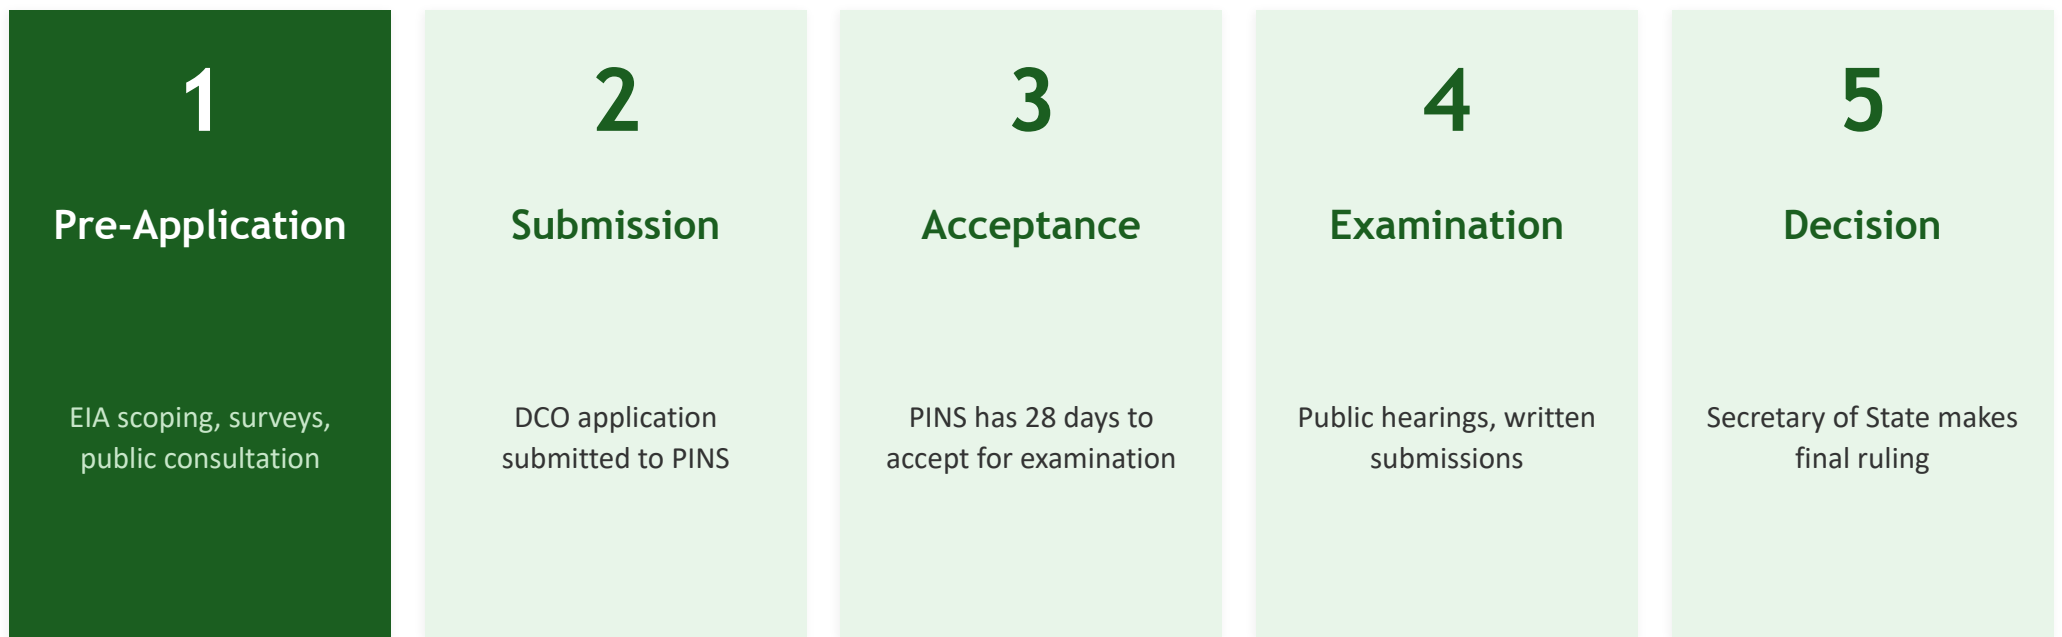 1
Pre-Application
EIA scoping, surveys,
public consultation
2
Submission
DCO application
submitted to PINS
3
Acceptance
PINS has 28 days to
accept for examination
4
Examination
Public hearings, written
submissions
5
Decision
Secretary of State makes
final ruling